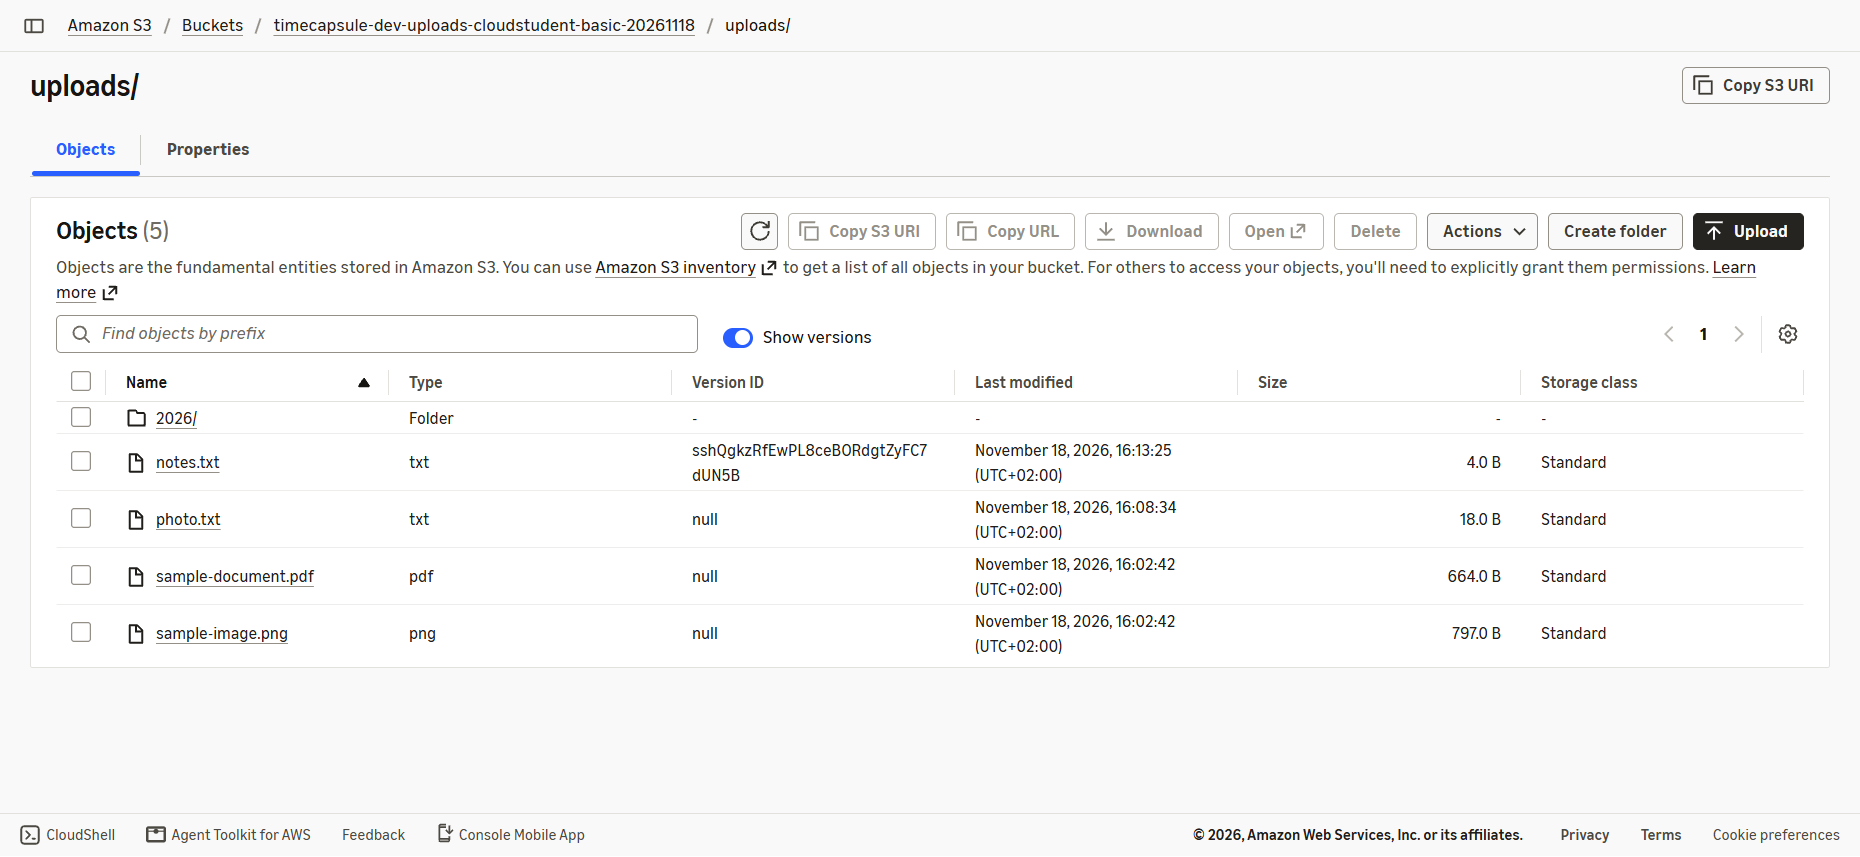 Amazon S3 / Buckets / timecapsule-dev-uploads-cloudstudent-basic-20261118 / uploads/
uploads/
Copy S3 URI
Objects
Properties
Objects (5)
Copy S3 URI
Copy URL
Download
Open
Delete
Actions
Create folder
Upload
Objects are the fundamental entities stored in Amazon S3. You can use Amazon S3 inventory to get a list of all objects in your bucket. For others to access your objects, you'll need to explicitly grant them permissions. Learn
more
Find objects by prefix
Show versions
1
Name Type Version ID Last modified Size Storage class
2026/ Folder - - - -
notes.txt txt sshQgkzRfEwPL8ceBORdgtZyFC7 November 18, 2026, 16:13:25 4.0 B Standard
dUN5B (UTC+02:00)
photo.txt txt null November 18, 2026, 16:08:34 18.0 B Standard
(UTC+02:00)
sample-document.pdf pdf null November 18, 2026, 16:02:42 664.0 B Standard
(UTC+02:00)
sample-image.png png null November 18, 2026, 16:02:42 797.0 B Standard
(UTC+02:00)
CloudShell Agent Toolkit for AWS Feedback Console Mobile App © 2026, Amazon Web Services, Inc. or its affiliates. Privacy Terms Cookie preferences